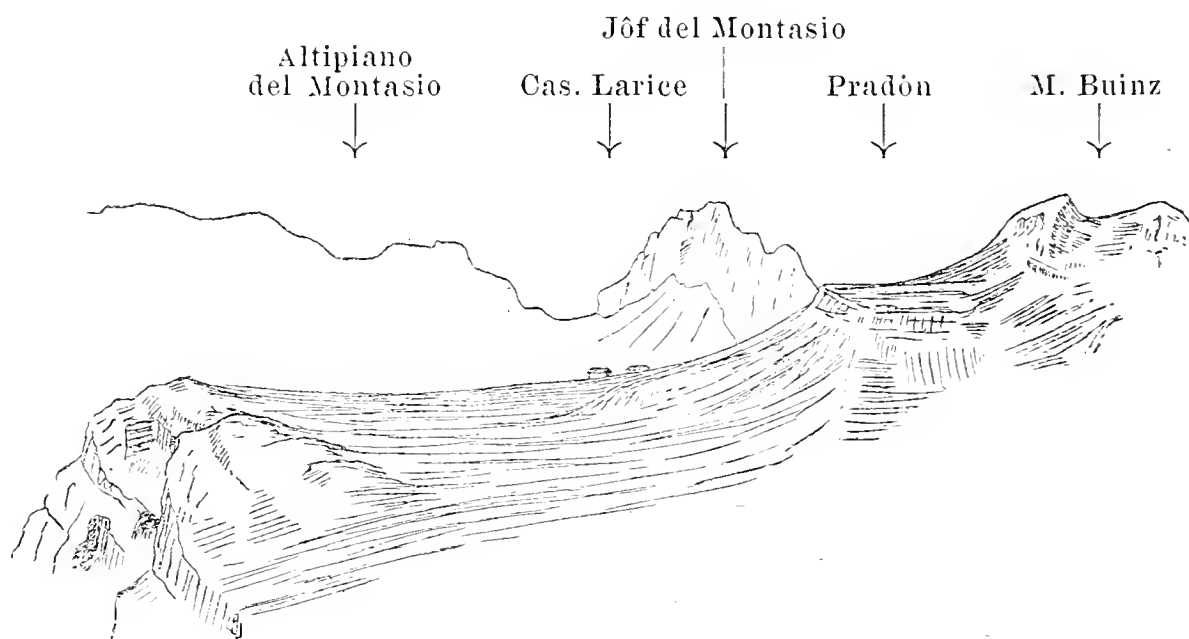 Altipiano
del Montasio
Cas. Larice
Jôf del Montasio
Pradòn
M. Buinz